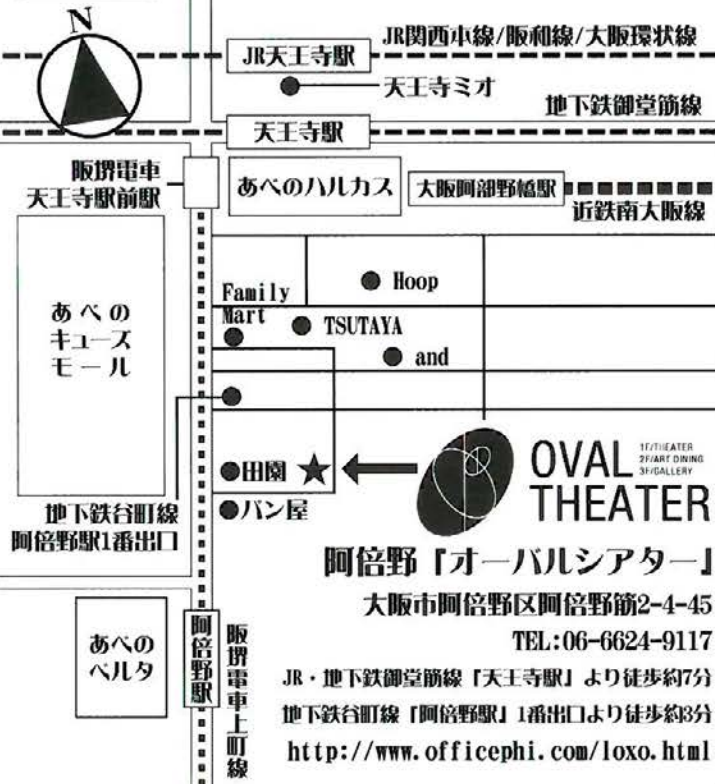 N
JR関西本線/阪和線/大阪環状線
JR天王寺駅
天王寺ミオ
地下鉄御堂筋線
天王寺駅
阪堺電車
天王寺駅前駅
あべのハルカス
大阪阿部野橋駅
近鉄南大阪線
あべの
キューズ
モール
Hoop
Family
Mart
TSUTAYA
and
田園
パン屋
地下鉄谷町線
阿倍野駅1番出口
OVAL
THEATER
1F/THEATER
2F/ART DINING
3F/GALLERY
阿倍野『オーバルシアター』
大阪市阿倍野区阿倍野筋2-4-45
TEL:06-6624-9117
JR・地下鉄御堂筋線『天王寺駅』より徒歩約7分
地下鉄谷町線『阿倍野駅』1番出口より徒歩約3分
http://www.officephi.com/loxo.html
あべの
ベルタ
阿倍野駅
阪堺電車上町線